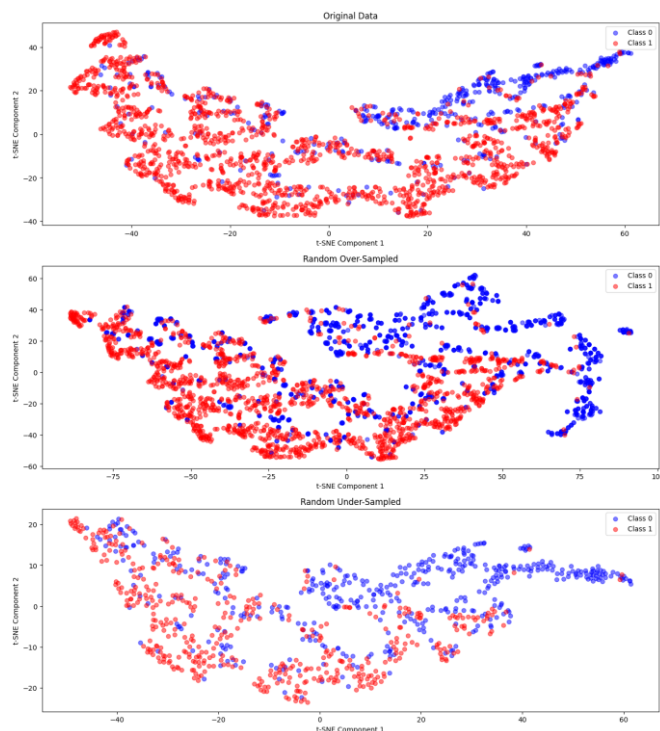 Original Data
Class 0
Class 1
40
20
0
−20
−40
t-SNE Component 2
−40
−20
0
20
40
60
t-SNE Component 1
Random Over-Sampled
Class 0
Class 1
60
40
20
0
−20
−40
−60
t-SNE Component 2
−75
−50
−25
0
25
50
75
t-SNE Component 1
Random Under-Sampled
Class 0
Class 1
20
10
0
−10
−20
t-SNE Component 2
−40
−20
0
20
40
60
t-SNE Component 1